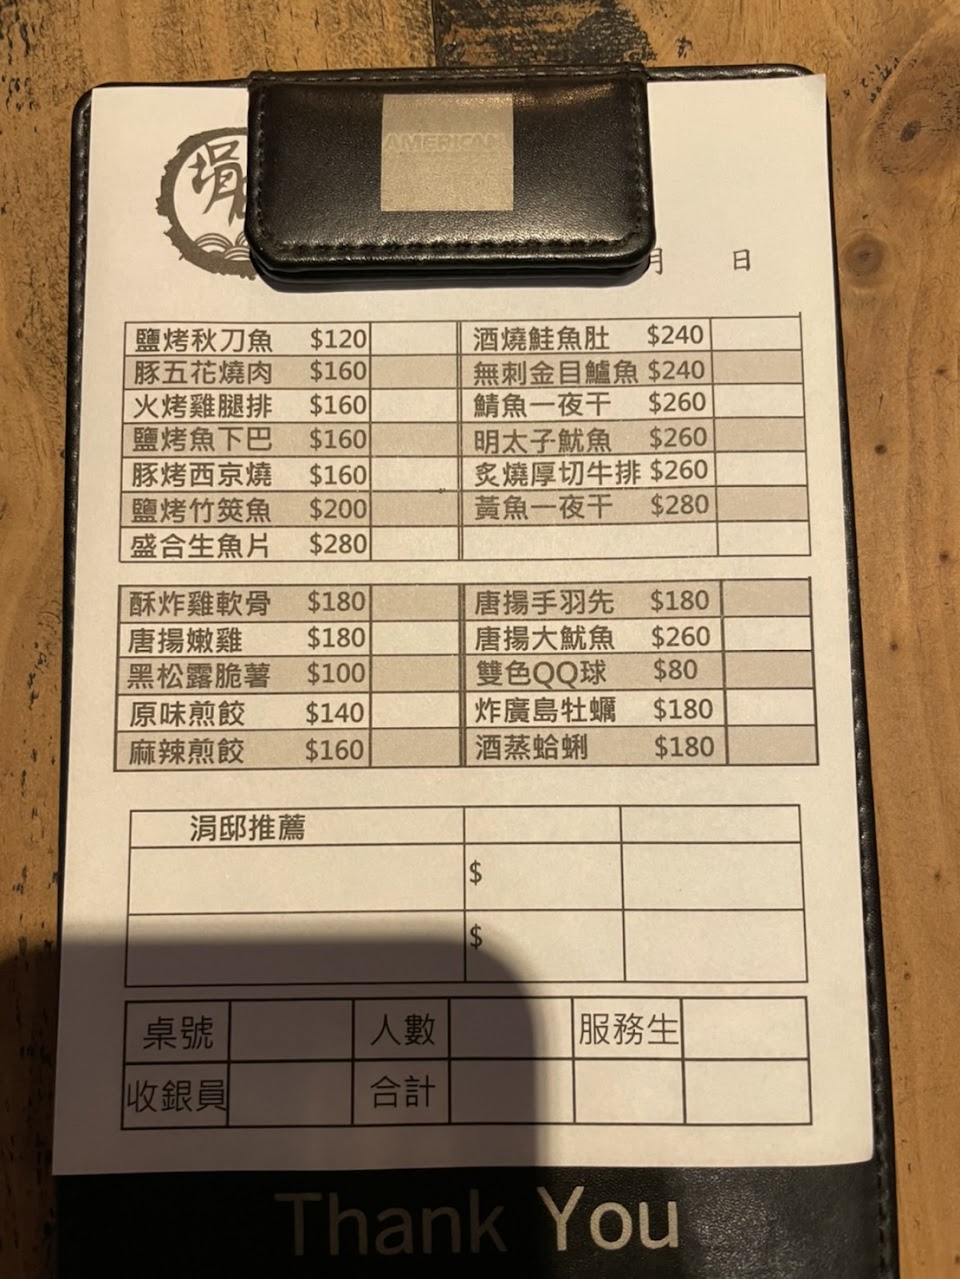 AMERICAN
月 日
鹽烤秋刀魚 $120 酒燒鮭魚肚 $240
豚五花燒肉 $160 無刺金目鱸魚 $240
火烤雞腿排 $160 鯖魚一夜干 $260
鹽烤魚下巴 $160 明太子魷魚 $260
豚烤西京燒 $160 炙燒厚切牛排 $260
鹽烤竹筴魚 $200 黃魚一夜干 $280
盛合生魚片 $280
酥炸雞軟骨 $180 唐揚手羽先 $180
唐揚嫩雞 $180 唐揚大魷魚 $260
黑松露脆薯 $100 雙色QQ球 $80
原味煎餃 $140 炸廣島牡蠣 $180
麻辣煎餃 $160 酒蒸蛤蜊 $180
涓邸推薦
$
$
桌號 人數 服務生
收銀員 合計
Thank You